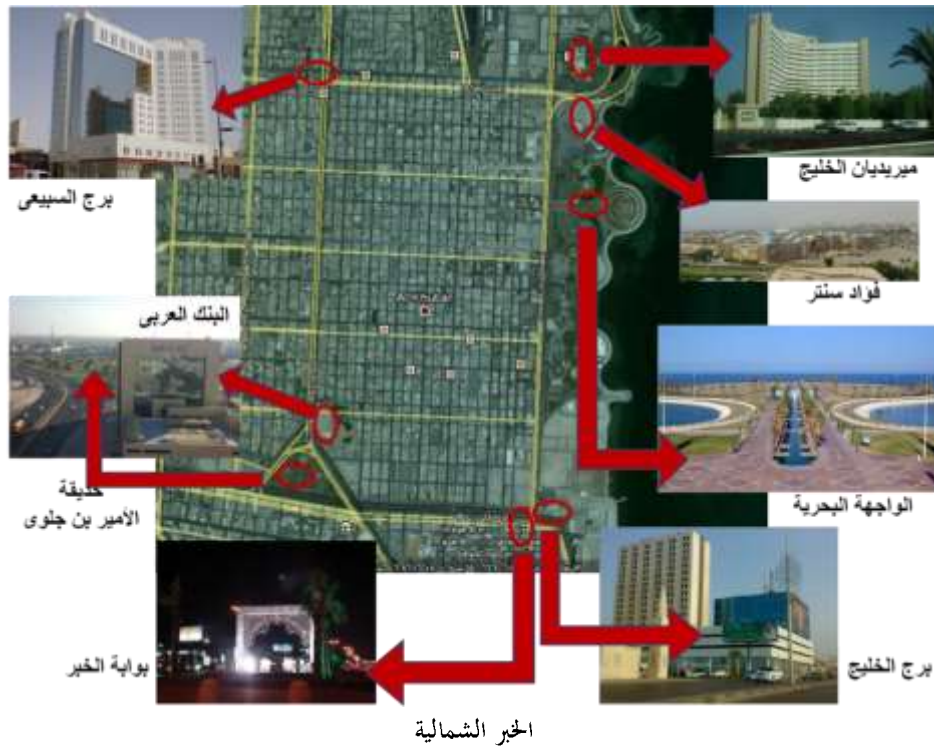 ميريديان الخليج
برج السبيعى
فؤاد سنتر
البنك العربى
الواجهة البحرية
حديقة
الأمير بن جلوى
برج الخليج
بوابة الخبر
الخبر الشمالية